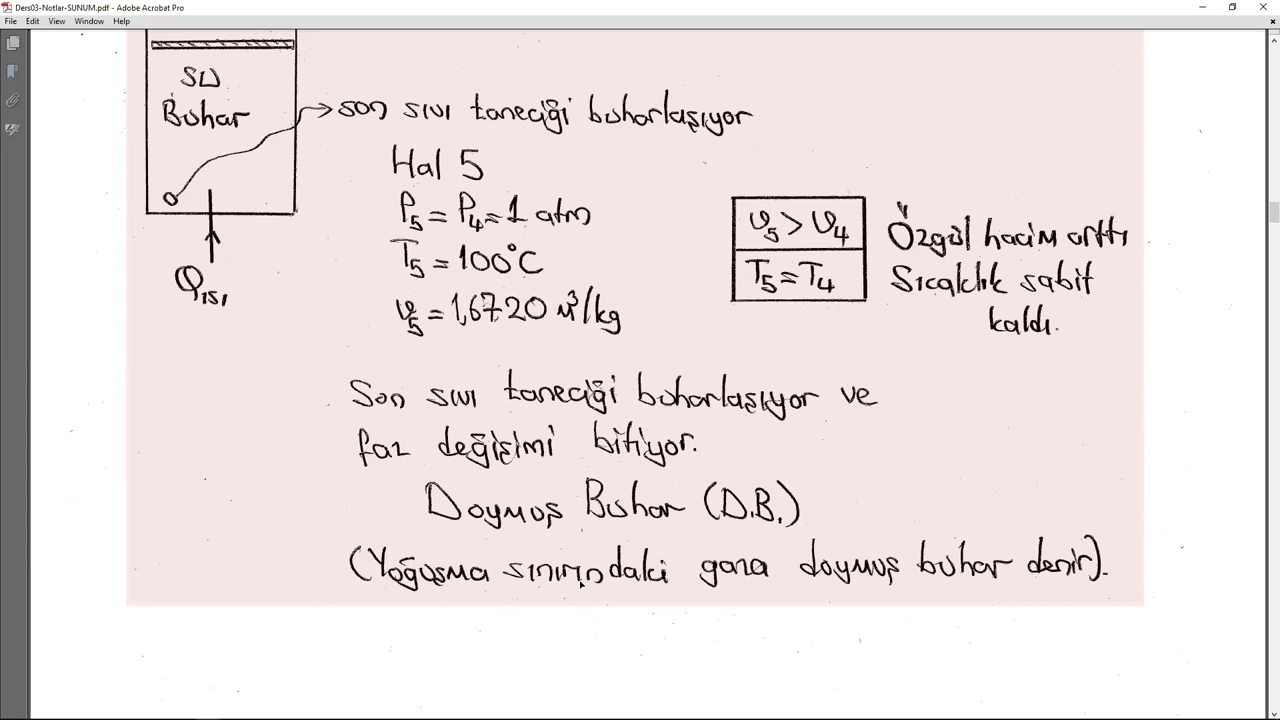 Ders03-Notlar-SUNUM.pdf - Adobe Acrobat Pro
File Edit View Window Help
SU
Buhar
son sıvı taneciği buharlaşıyor
Hal 5
P5 = P4 = 1 atm
T5 = 100°C
v5 = 1,6720 m³/kg
Qısı
v5 > v4
T5 = T4
Özgül hacim arttı
Sıcaklık sabit
kaldı.
Son sıvı taneciği buharlaşıyor ve
faz değişimi bitiyor.
Doymuş Buhar (D.B.)
(Yoğuşma sınırındaki gaza doymuş buhar denir).